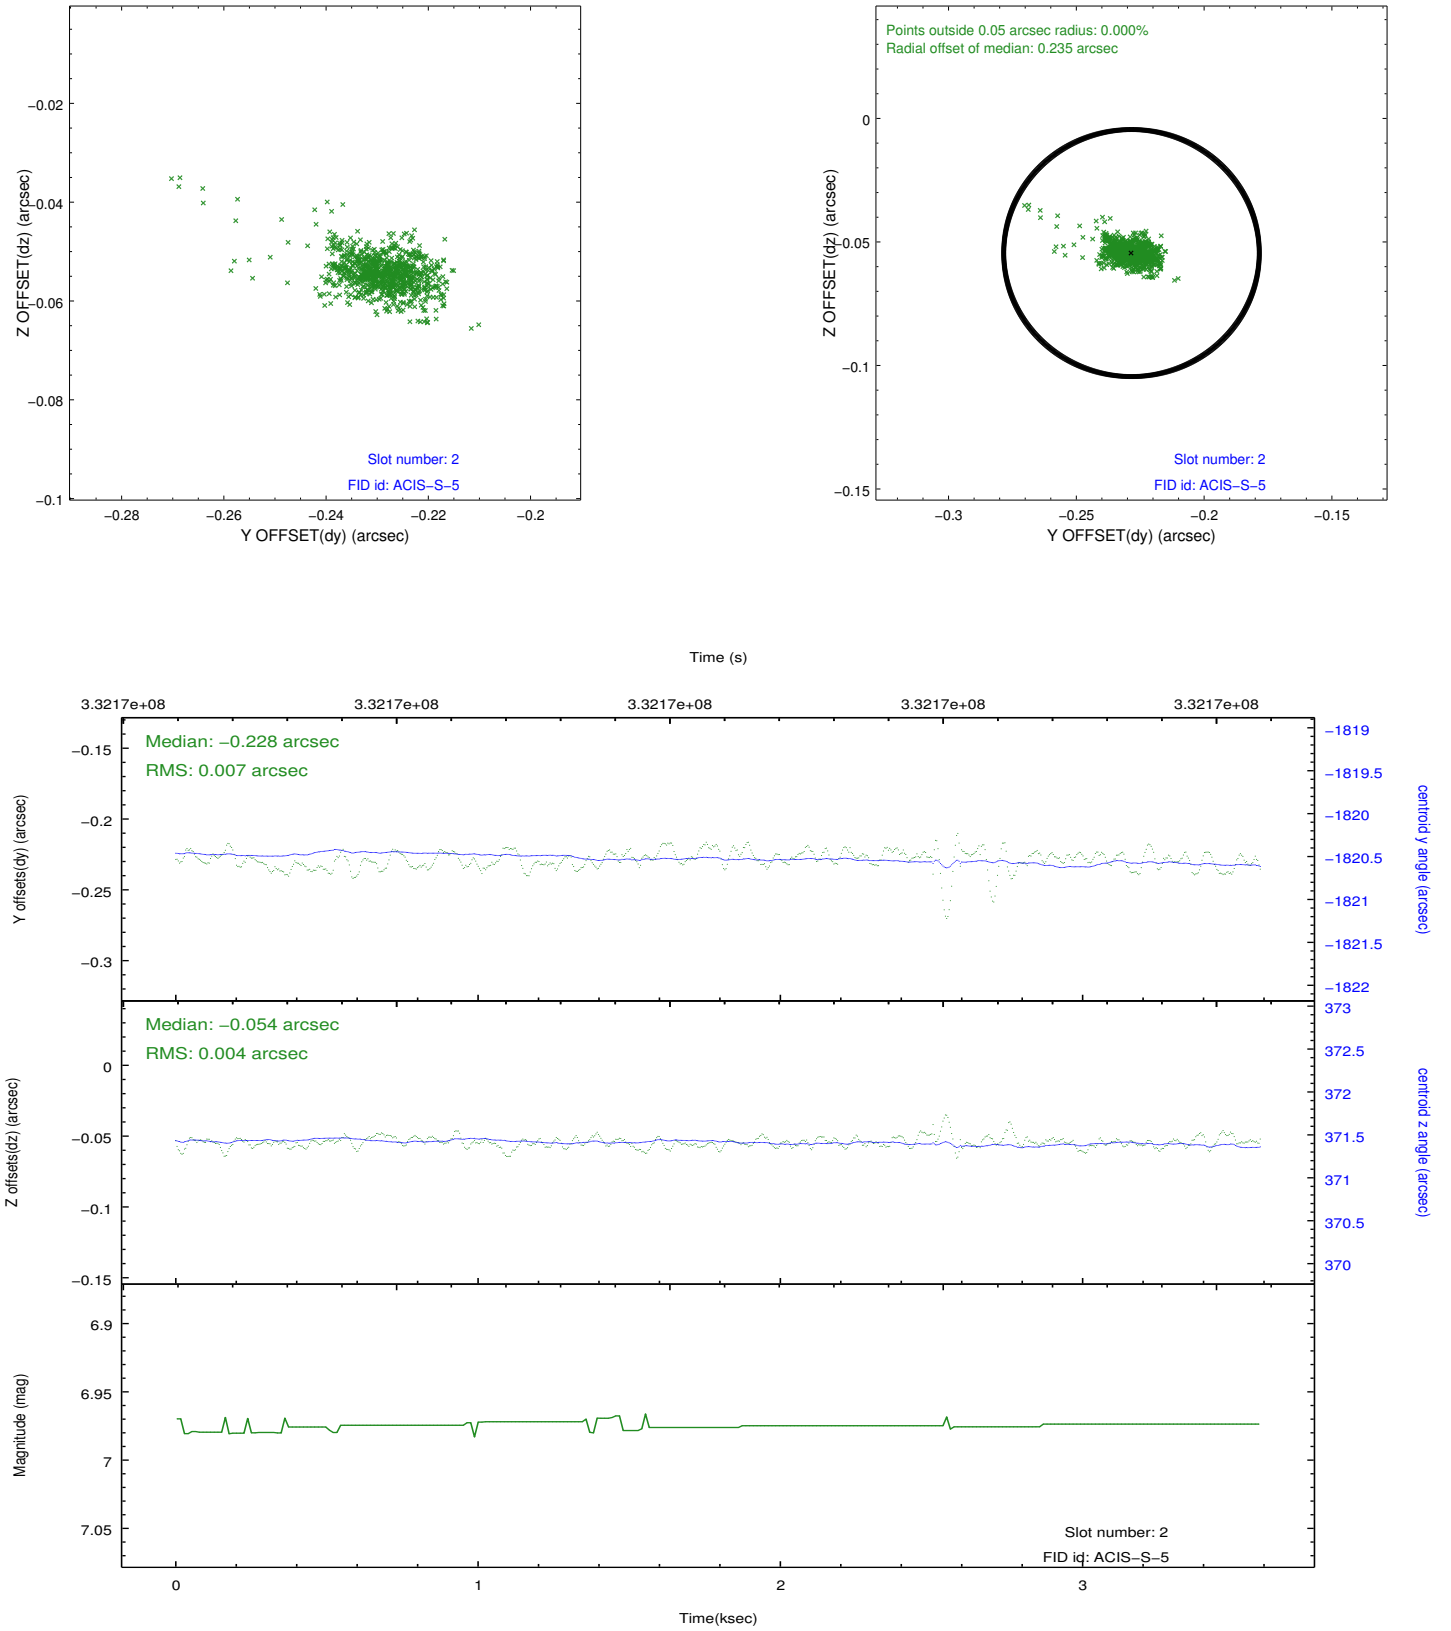 −0.02
−0.04
−0.06
−0.08
−0.1
Z OFFSET(dz) (arcsec)
Slot number: 2
FID id: ACIS−S−5
−0.28
−0.26
−0.24
−0.22
−0.2
Y OFFSET(dy) (arcsec)
Points outside 0.05 arcsec radius: 0.000%
Radial offset of median: 0.235 arcsec
0
−0.05
−0.1
−0.15
Z OFFSET(dz) (arcsec)
Slot number: 2
FID id: ACIS−S−5
−0.3
−0.25
−0.2
−0.15
Y OFFSET(dy) (arcsec)
Time (s)
3.3217e+08
3.3217e+08
3.3217e+08
3.3217e+08
3.3217e+08
Median: −0.228 arcsec
RMS: 0.007 arcsec
−0.15
−0.2
−0.25
−0.3
Y offsets(dy) (arcsec)
−1819
−1819.5
−1820
−1820.5
−1821
−1821.5
−1822
centroid y angle (arcsec)
Median: −0.054 arcsec
RMS: 0.004 arcsec
0
−0.05
−0.1
−0.15
Z offsets(dz) (arcsec)
373
372.5
372
371.5
371
370.5
370
centroid z angle (arcsec)
6.9
6.95
7
7.05
Magnitude (mag)
Slot number: 2
FID id: ACIS−S−5
0
1
2
3
Time(ksec)